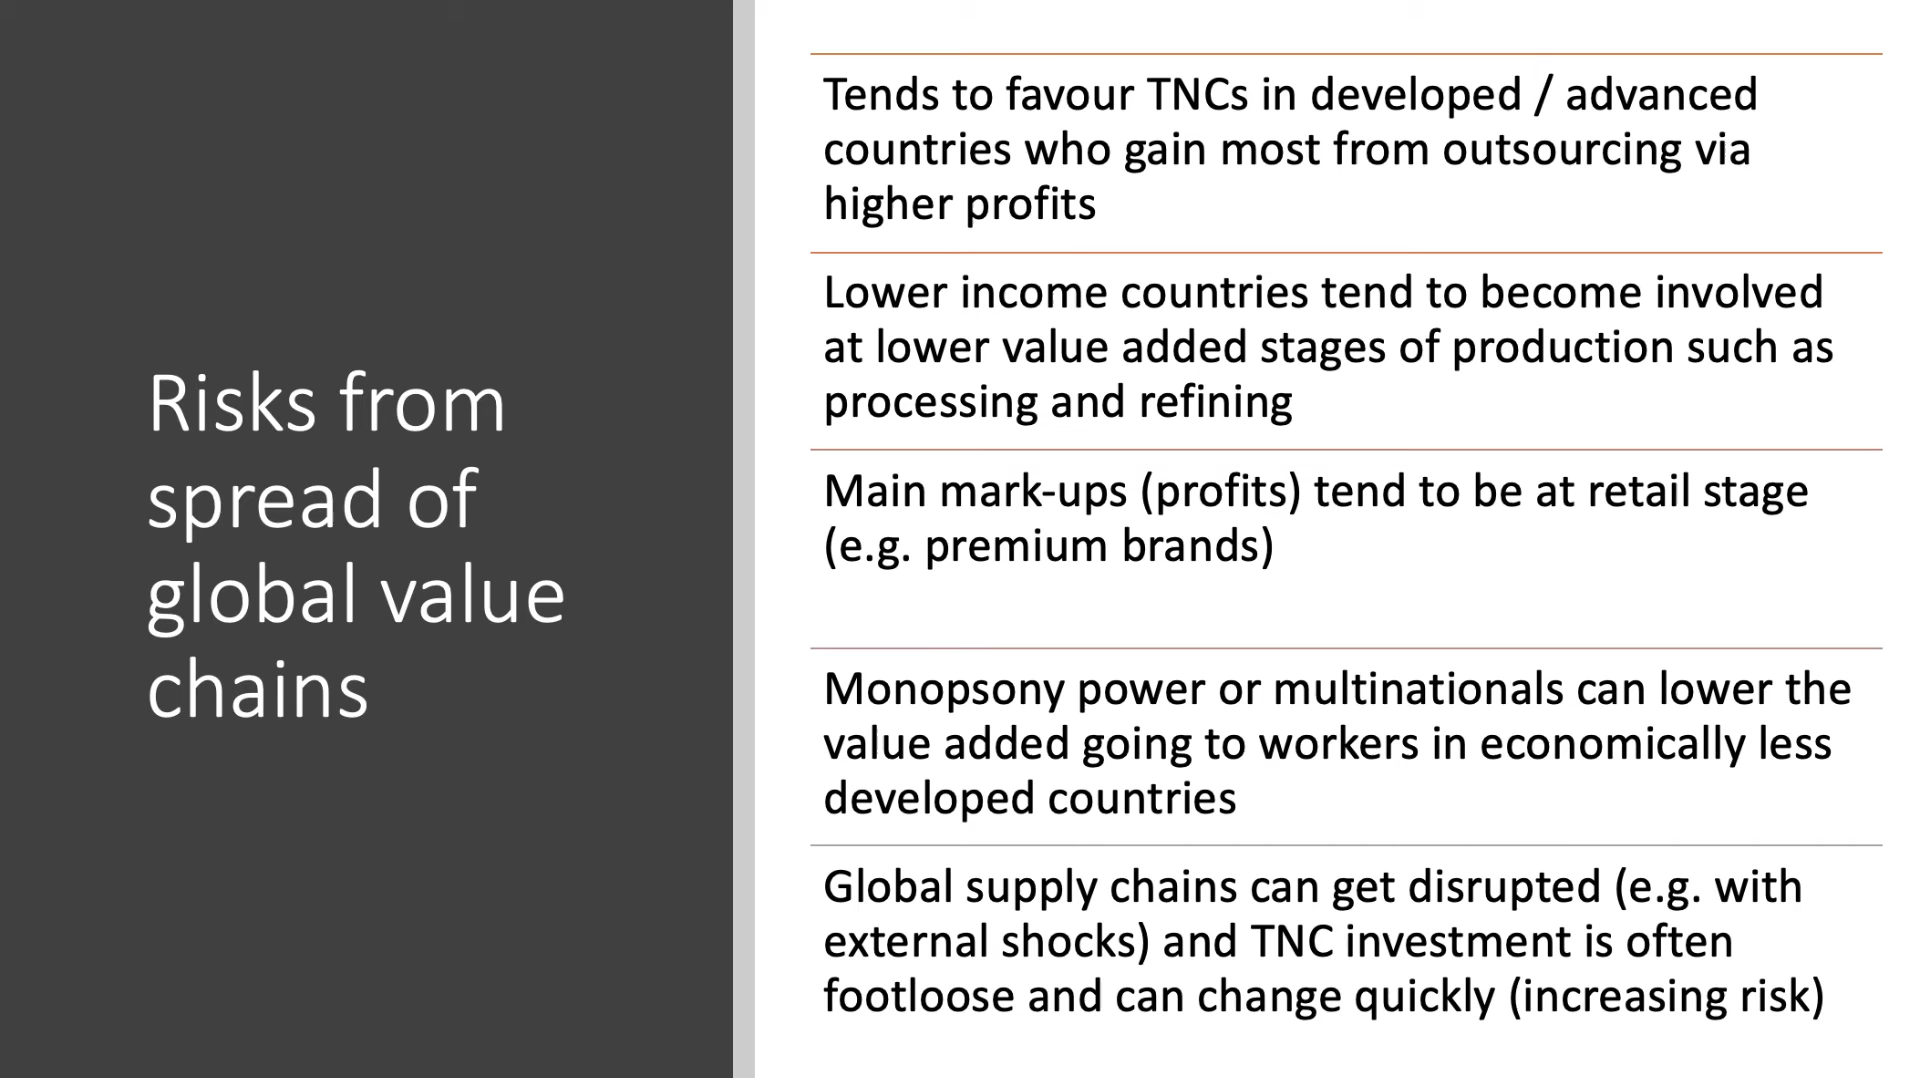 Risks from
spread of
global value
chains
Tends to favour TNCs in developed / advanced
countries who gain most from outsourcing via
higher profits
Lower income countries tend to become involved
at lower value added stages of production such as
processing and refining
Main mark-ups (profits) tend to be at retail stage
(e.g. premium brands)
Monopsony power or multinationals can lower the
value added going to workers in economically less
developed countries
Global supply chains can get disrupted (e.g. with
external shocks) and TNC investment is often
footloose and can change quickly (increasing risk)